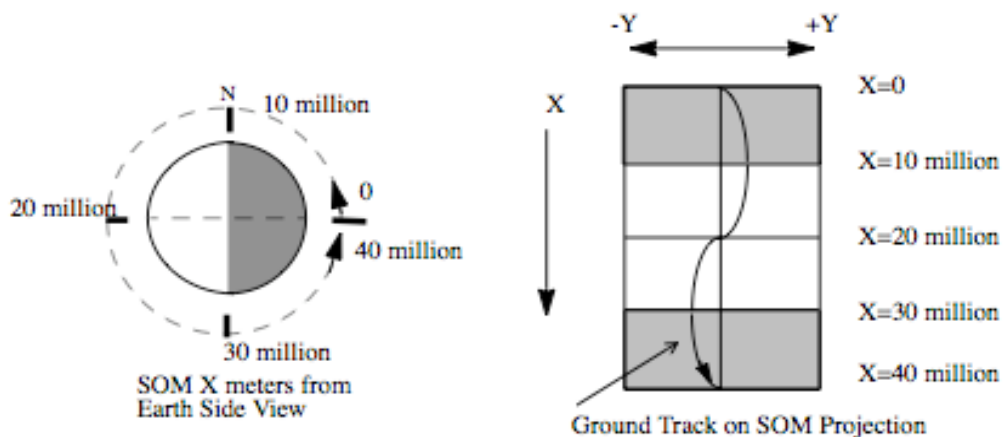 N
10 million
0
20 million
40 million
30 million
SOM X meters from
Earth Side View
-Y
+Y
X
X=0
X=10 million
X=20 million
X=30 million
X=40 million
Ground Track on SOM Projection